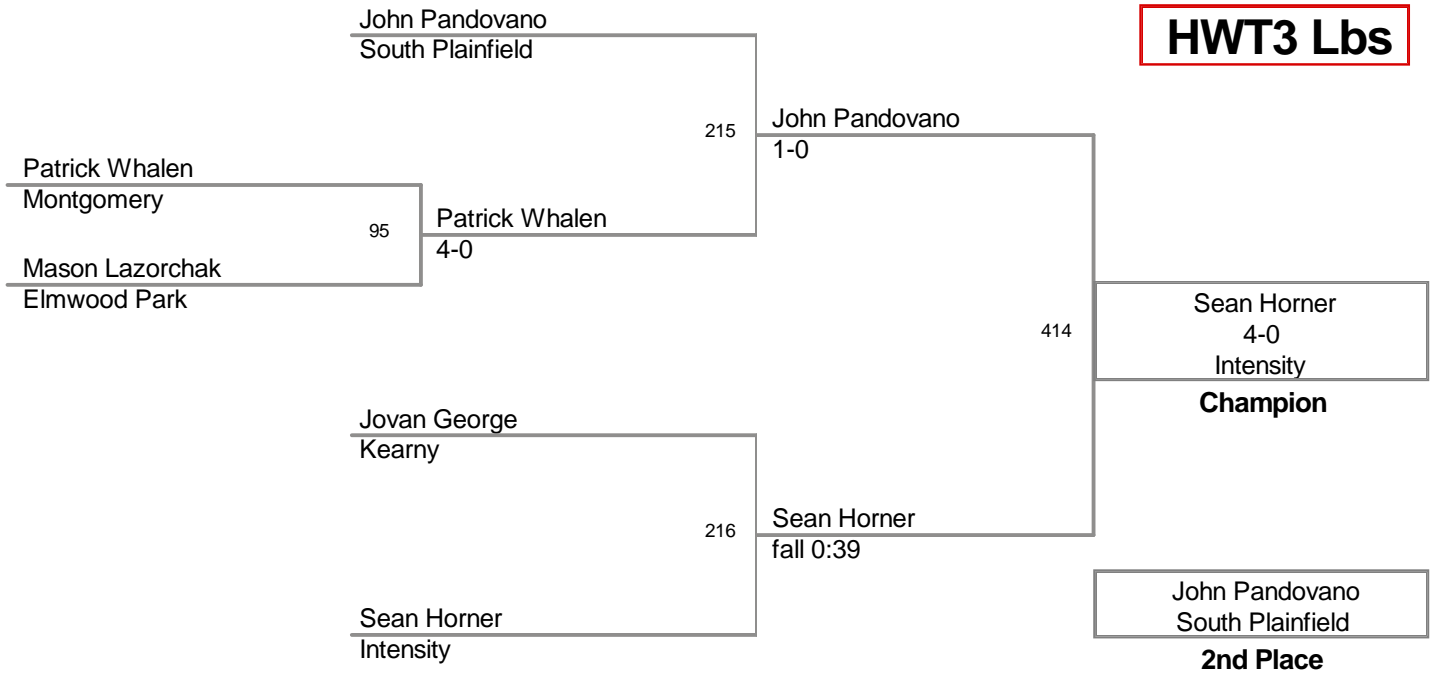 John Pandovano
South Plainfield
HWT3 Lbs
215
John Pandovano
1-0
Patrick Whalen
Montgomery
95
Patrick Whalen
4-0
Mason Lazorchak
Elmwood Park
414
Sean Horner
4-0
Intensity
Champion
Jovan George
Kearny
216
Sean Horner
fall 0:39
Sean Horner
Intensity
John Pandovano
South Plainfield
2nd Place